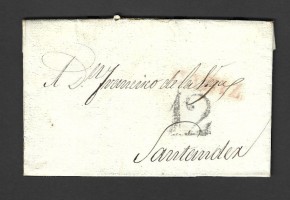 A Dn Francisco de la Vega
12
Santander